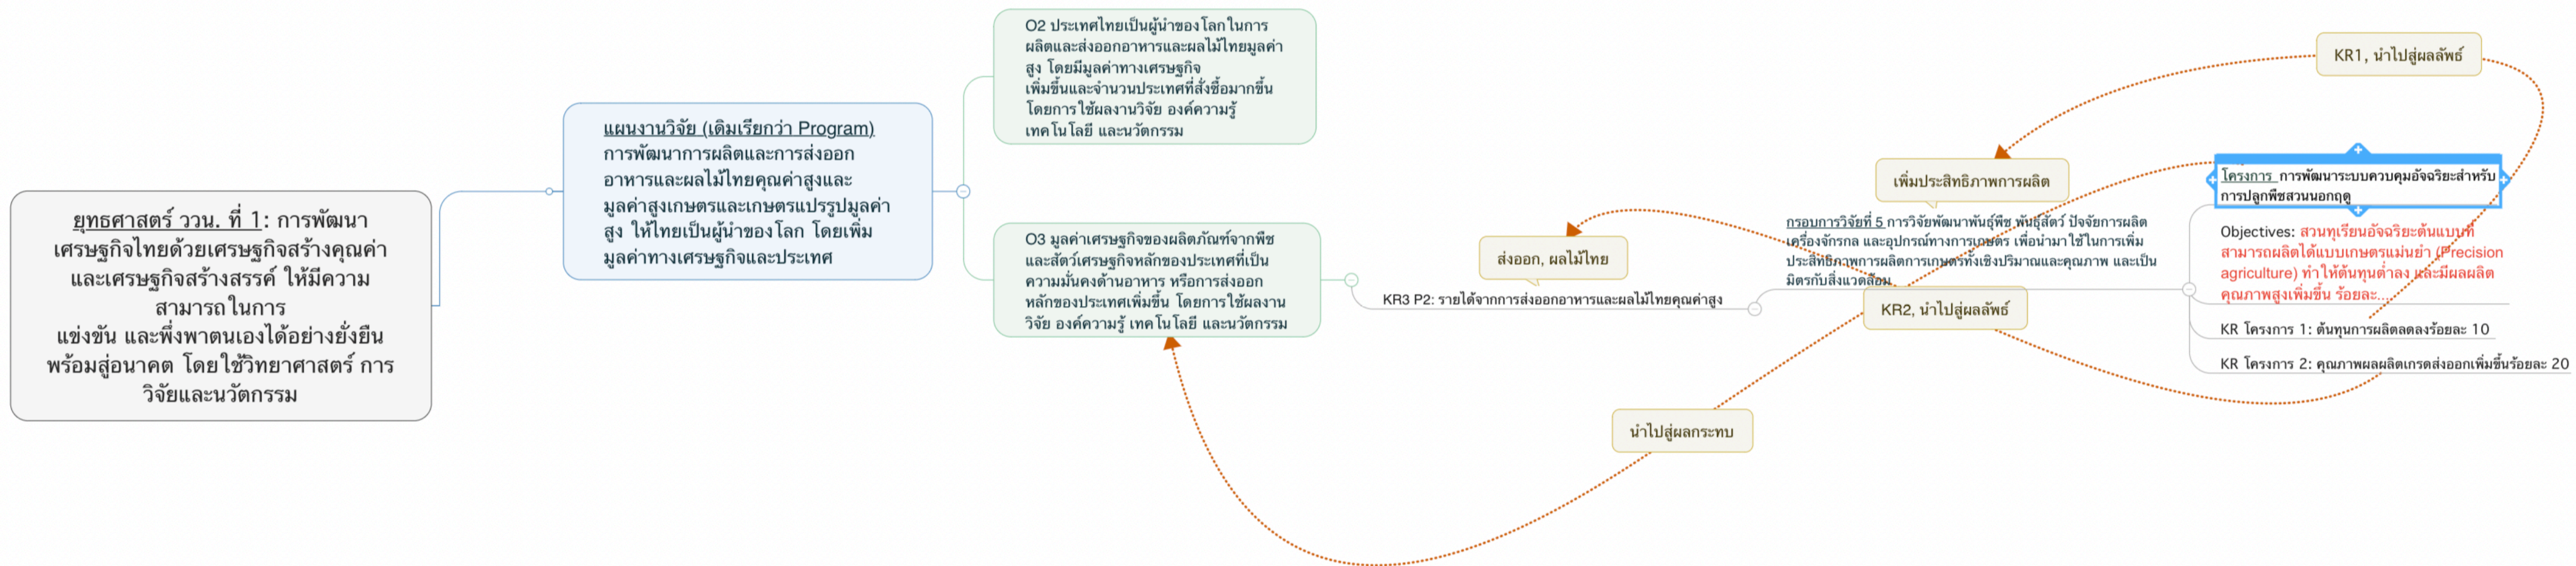 ยุทธศาสตร์ ววน. ที่ 1: การพัฒนา
เศรษฐกิจไทยด้วยเศรษฐกิจสร้างคุณค่า
และเศรษฐกิจสร้างสรรค์ ให้มีความ
สามารถในการ
แข่งขัน และพึ่งพาตนเองได้อย่างยั่งยืน
พร้อมสู่อนาคต โดยใช้วิทยาศาสตร์ การ
วิจัยและนวัตกรรม
แผนงานวิจัย (เดิมเรียกว่า Program)
การพัฒนาการผลิตและการส่งออก
อาหารและผลไม้ไทยคุณค่าสูงและ
มูลค่าสูงเกษตรและเกษตรแปรรูปมูลค่า
สูง ให้ไทยเป็นผู้นำของโลก โดยเพิ่ม
มูลค่าทางเศรษฐกิจและประเทศ
O2 ประเทศไทยเป็นผู้นำของโลกในการ
ผลิตและส่งออกอาหารและผลไม้ไทยมูลค่า
สูง โดยมีมูลค่าทางเศรษฐกิจ
เพิ่มขึ้นและจำนวนประเทศที่สั่งซื้อมากขึ้น
โดยการใช้ผลงานวิจัย องค์ความรู้
เทคโนโลยี และนวัตกรรม
O3 มูลค่าเศรษฐกิจของผลิตภัณฑ์จากพืช
และสัตว์เศรษฐกิจหลักของประเทศที่เป็น
ความมั่นคงด้านอาหาร หรือการส่งออก
หลักของประเทศเพิ่มขึ้น โดยการใช้ผลงาน
วิจัย องค์ความรู้ เทคโนโลยี และนวัตกรรม
ส่งออก, ผลไม้ไทย
KR3 P2: รายได้จากการส่งออกอาหารและผลไม้ไทยคุณค่าสูง
เพิ่มประสิทธิภาพการผลิต
กรอบการวิจัยที่ 5 การวิจัยพัฒนาพันธุ์พืช พันธุ์สัตว์ ปัจจัยการผลิต
เครื่องจักรกล และอุปกรณ์ทางการเกษตร เพื่อนำมาใช้ในการเพิ่ม
ประสิทธิภาพการผลิตการเกษตรทั้งเชิงปริมาณและคุณภาพ และเป็น
มิตรกับสิ่งแวดล้อม
KR1, นำไปสู่ผลลัพธ์
KR2, นำไปสู่ผลลัพธ์
นำไปสู่ผลกระทบ
โครงการ การพัฒนาระบบควบคุมอัจฉริยะสำหรับ
การปลูกพืชสวนนอกฤดู
Objectives: สวนทุเรียนอัจฉริยะต้นแบบที่
สามารถผลิตได้แบบเกษตรแม่นยำ (Precision
agriculture) ทำให้ต้นทุนต่ำลง และมีผลผลิต
คุณภาพสูงเพิ่มขึ้น ร้อยละ...
KR โครงการ 1: ต้นทุนการผลิตลดลงร้อยละ 10
KR โครงการ 2: คุณภาพผลผลิตเกรดส่งออกเพิ่มขึ้นร้อยละ 20